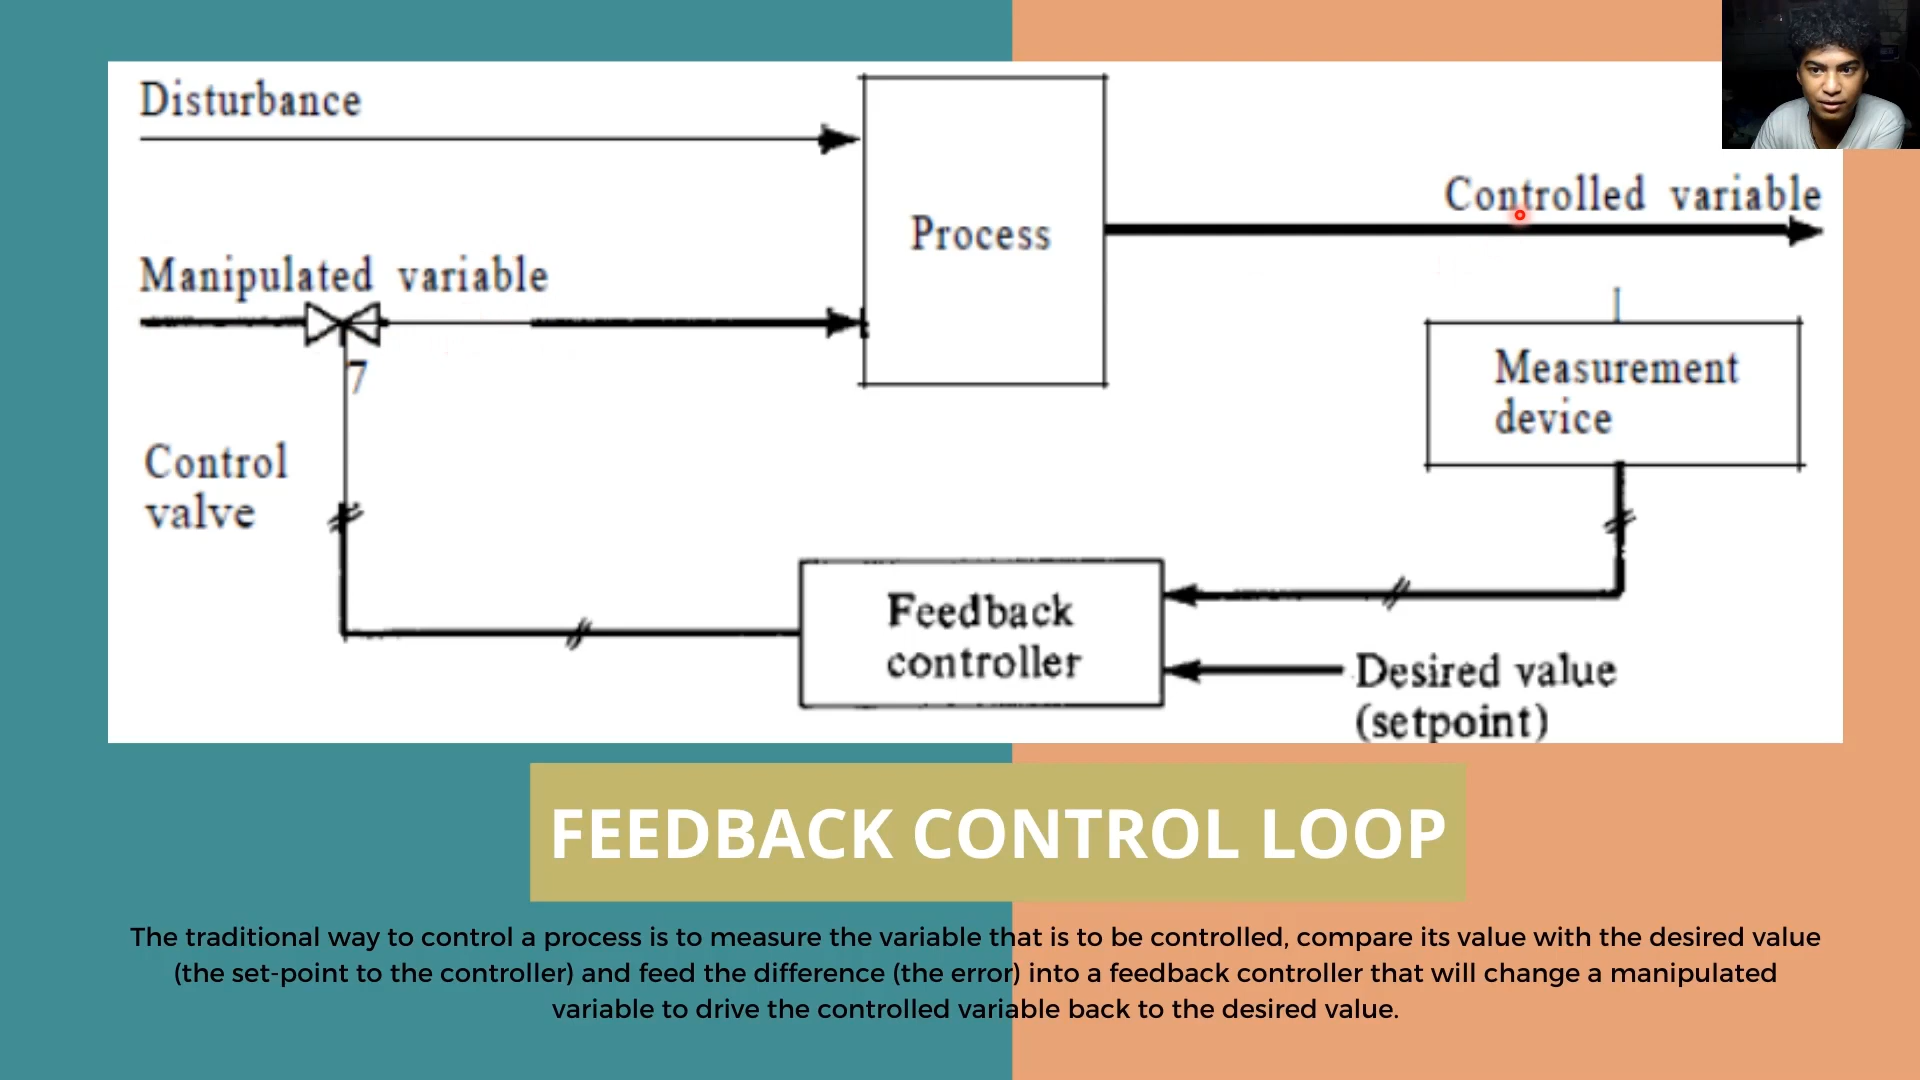 Disturbance
Process
Controlled variable
Manipulated variable
7
Measurement
device
Control
valve
Feedback
controller
Desired value
(setpoint)
FEEDBACK CONTROL LOOP
The traditional way to control a process is to measure the variable that is to be controlled, compare its value with the desired value
(the set-point to the controller) and feed the difference (the error) into a feedback controller that will change a manipulated
variable to drive the controlled variable back to the desired value.